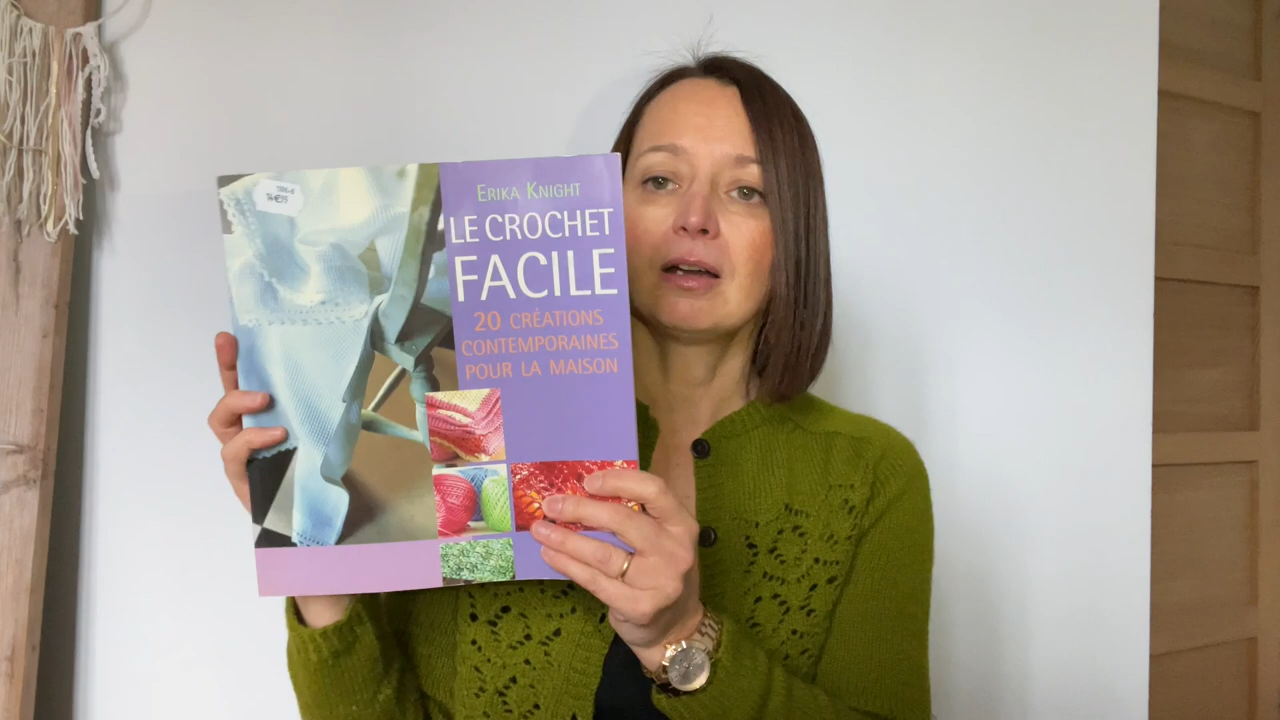 ERIKA KNIGHT
LE CROCHET
FACILE
20 CRÉATIONS
CONTEMPORAINES
POUR LA MAISON